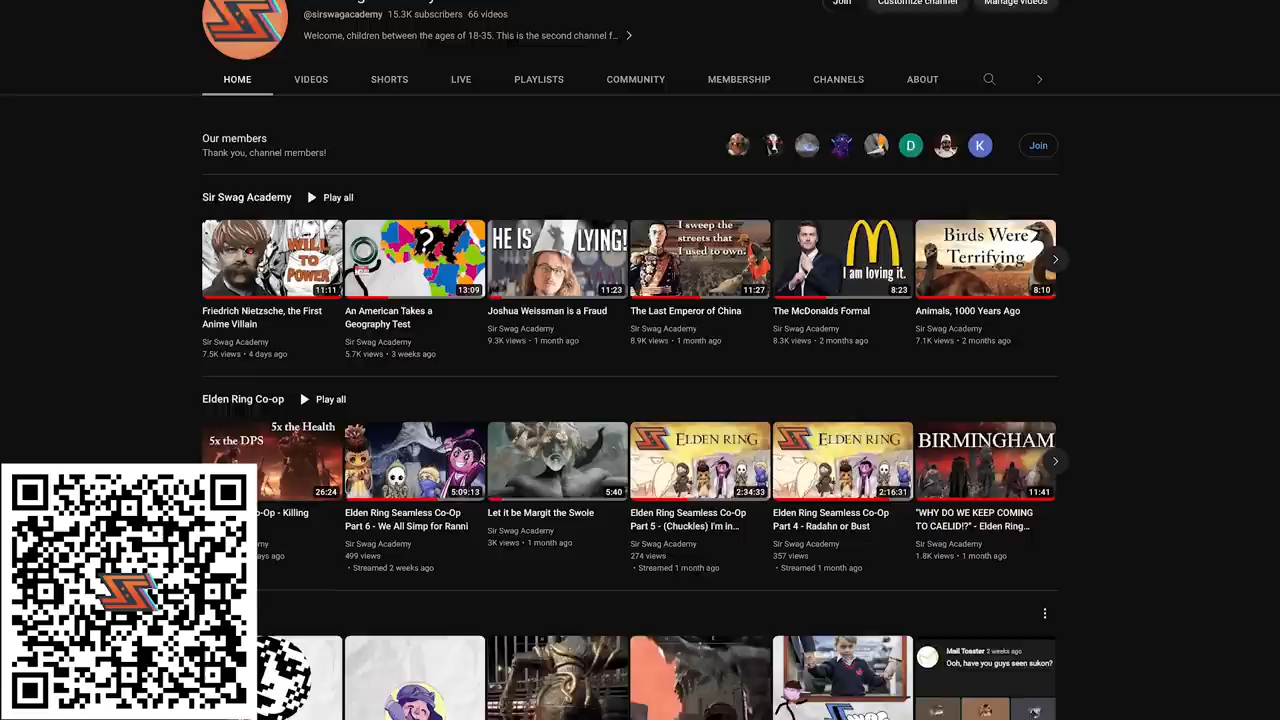 Join
Customize channel
Manage videos
@sirswagacademy 15.3K subscribers 66 videos
Welcome, children between the ages of 18-35. This is the second channel f...
HOME
VIDEOS
SHORTS
LIVE
PLAYLISTS
COMMUNITY
MEMBERSHIP
CHANNELS
ABOUT
Our members
Thank you, channel members!
D
K
Join
Sir Swag Academy
Play all
WILL TO POWER
11:11
?
13:09
HE IS LYING!
11:23
I sweep the
streets that
I used to own.
11:27
I am loving it.
8:23
Birds Were
Terrifying
8:10
Friedrich Nietzsche, the First
Anime Villain
Sir Swag Academy
7.5K views • 4 days ago
An American Takes a
Geography Test
Sir Swag Academy
5.7K views • 3 weeks ago
Joshua Weissman is a Fraud
Sir Swag Academy
9.3K views • 1 month ago
The Last Emperor of China
Sir Swag Academy
8.9K views • 1 month ago
The McDonalds Formal
Sir Swag Academy
8.3K views • 2 months ago
Animals, 1000 Years Ago
Sir Swag Academy
7.1K views • 2 months ago
Elden Ring Co-op
Play all
5x the DPS
5x the Health
26:24
5:09:13
5:40
ELDEN RING
2:34:33
ELDEN RING
2:16:31
BIRMINGHAM
11:41
o-Op - Killing
ays ago
Elden Ring Seamless Co-Op
Part 6 - We All Simp for Ranni
Sir Swag Academy
499 views
• Streamed 2 weeks ago
Let it be Margit the Swole
Sir Swag Academy
3K views • 1 month ago
Elden Ring Seamless Co-Op
Part 5 - (Chuckles) I'm in...
Sir Swag Academy
274 views
• Streamed 1 month ago
Elden Ring Seamless Co-Op
Part 4 - Radahn or Bust
Sir Swag Academy
357 views
• Streamed 1 month ago
"WHY DO WE KEEP COMING
TO CAELID!?" - Elden Ring...
Sir Swag Academy
1.8K views • 1 month ago
Mail Toaster 2 weeks ago
Ooh, have you guys seen sukon?